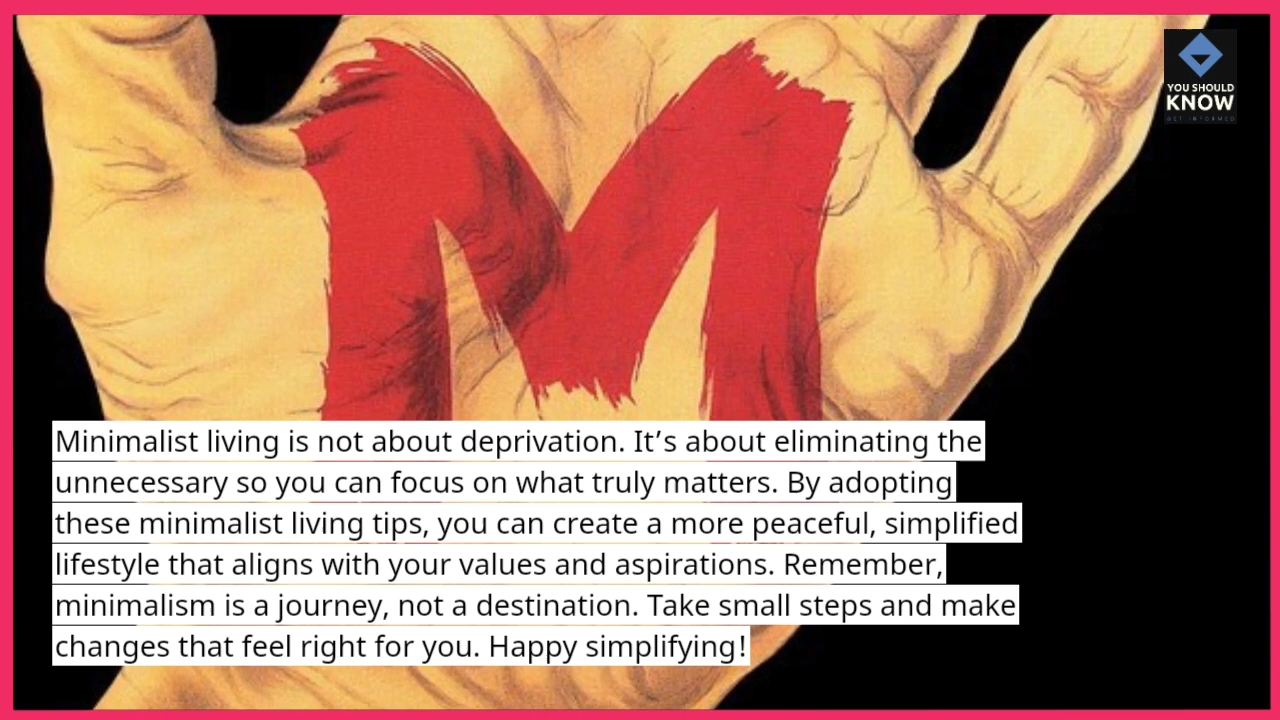 YOU SHOULD
KNOW
GET INFORMED
M
Minimalist living is not about deprivation. It’s about eliminating the
unnecessary so you can focus on what truly matters. By adopting
these minimalist living tips, you can create a more peaceful, simplified
lifestyle that aligns with your values and aspirations. Remember,
minimalism is a journey, not a destination. Take small steps and make
changes that feel right for you. Happy simplifying!